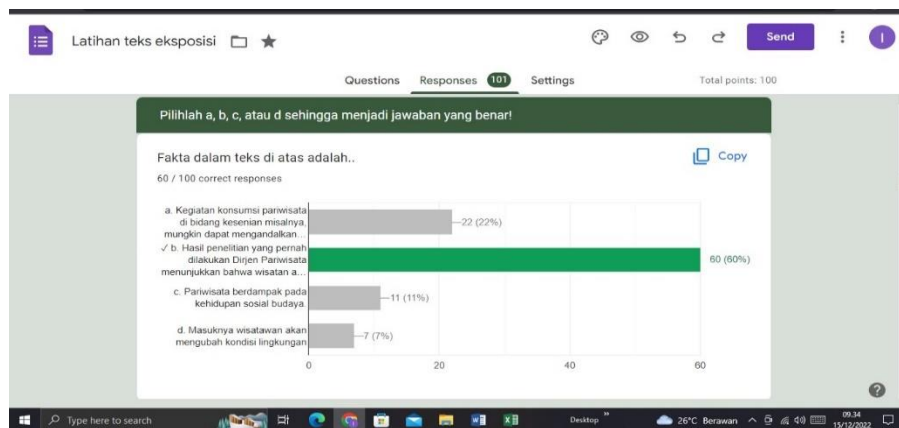 Latihan teks eksposisi
Send
I
Questions Responses 101 Settings
Total points: 100
Pilihlah a, b, c, atau d sehingga menjadi jawaban yang benar!
Fakta dalam teks di atas adalah..
Copy
60 / 100 correct responses
a. Kegiatan konsumsi pariwisata
di bidang kesenian misalnya,
mungkin dapat mengandalkan...
22 (22%)
✓ b. Hasil penelitian yang pernah
dilakukan Dirjen Pariwisata
menunjukkan bahwa wisatan a...
60 (60%)
c. Pariwisata berdampak pada
kehidupan sosial budaya.
11 (11%)
d. Masuknya wisatawan akan
mengubah kondisi lingkungan
7 (7%)
0 20 40 60
Type here to search
Desktop
26°C Berawan
09.34
15/12/2022